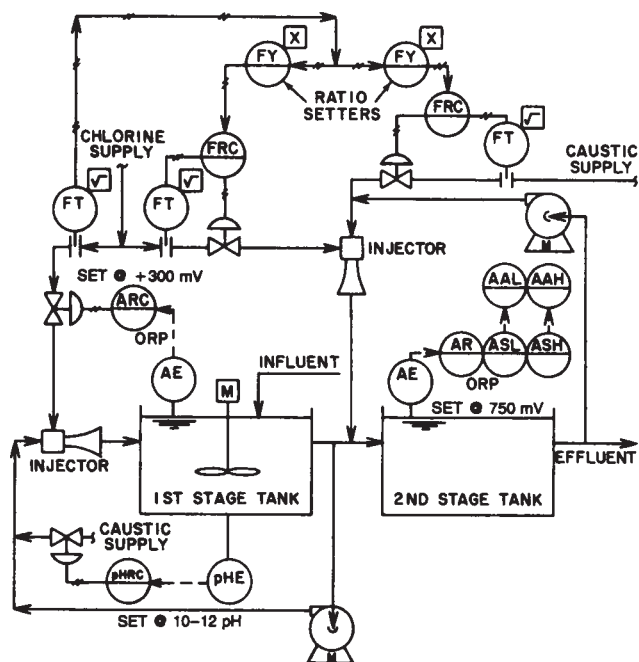 X
X
FY
FY
RATIO
SETTERS
CHLORINE
SUPPLY
FRC
FRC
√
√
√
FT
FT
FT
CAUSTIC
SUPPLY
M
INJECTOR
SET @ +300 mV
ARC
ORP
AAL
AAH
AE
INFLUENT
AR
ASL
ASH
ORP
AE
M
SET @ 750 mV
INJECTOR
1ST STAGE TANK
2ND STAGE TANK
EFFLUENT
CAUSTIC
SUPPLY
pHRC
pHE
SET @ 10–12 pH
C
C
M